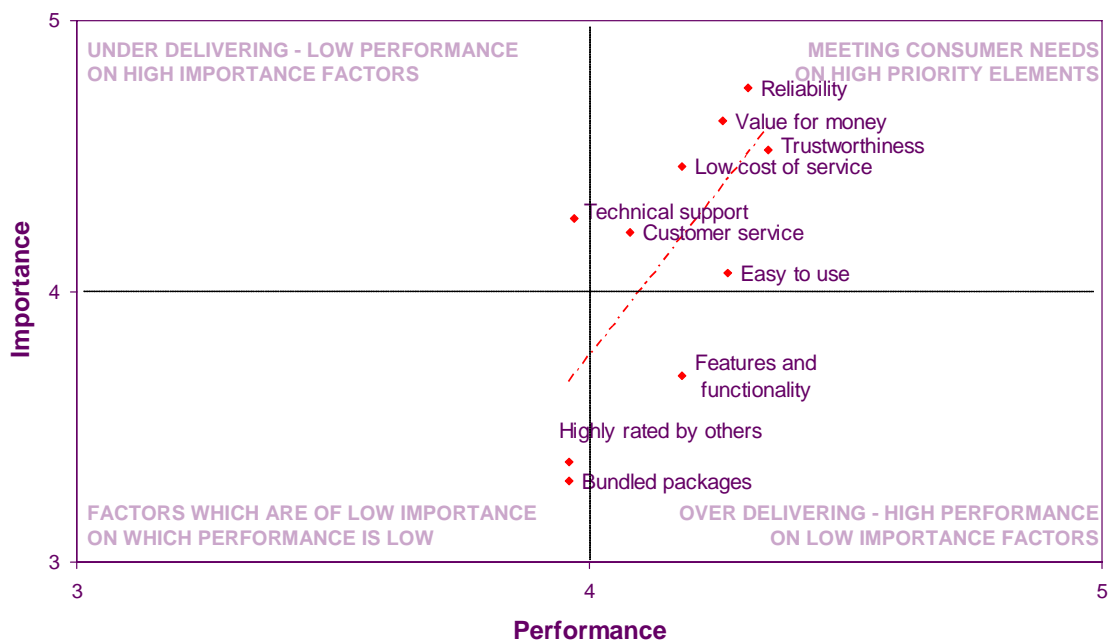 5
UNDER DELIVERING - LOW PERFORMANCE
ON HIGH IMPORTANCE FACTORS
MEETING CONSUMER NEEDS
ON HIGH PRIORITY ELEMENTS
Reliability
Value for money
Trustworthiness
Low cost of service
Technical support
Customer service
Easy to use
4
Importance
Features and
functionality
Highly rated by others
Bundled packages
FACTORS WHICH ARE OF LOW IMPORTANCE
ON WHICH PERFORMANCE IS LOW
OVER DELIVERING - HIGH PERFORMANCE
ON LOW IMPORTANCE FACTORS
3
3
4
5
Performance